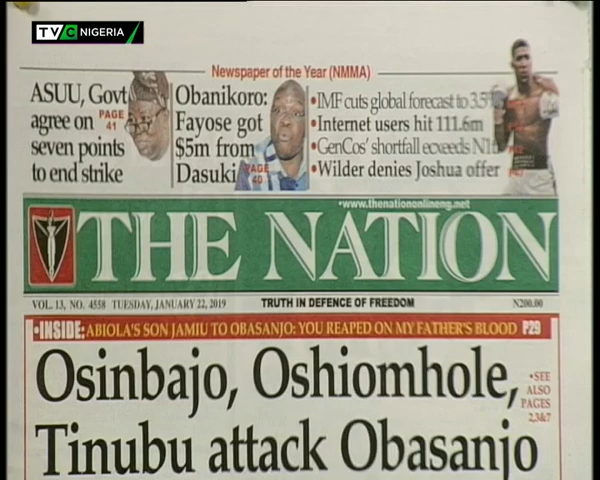 TVC NIGERIA
Newspaper of the Year (NMMA)
ASUU, Govt
agree on PAGE 41
seven points
to end strike
Obanikoro:
Fayose got
$5m from
Dasuki PAGE 40
•IMF cuts global forecast to 3.5%
•Internet users hit 111.6m
•GenCos' shortfall exceeds N1tr
•Wilder denies Joshua offer
•www.thenationonlineng.net
THE NATION
VOL. 13, NO. 4558 TUESDAY, JANUARY 22, 2019 TRUTH IN DEFENCE OF FREEDOM N200.00
•INSIDE: ABIOLA'S SON JAMIU TO OBASANJO: YOU REAPED ON MY FATHER'S BLOOD P29
Osinbajo, Oshiomhole,
Tinubu attack Obasanjo
•SEE
ALSO
PAGES
2,3&7